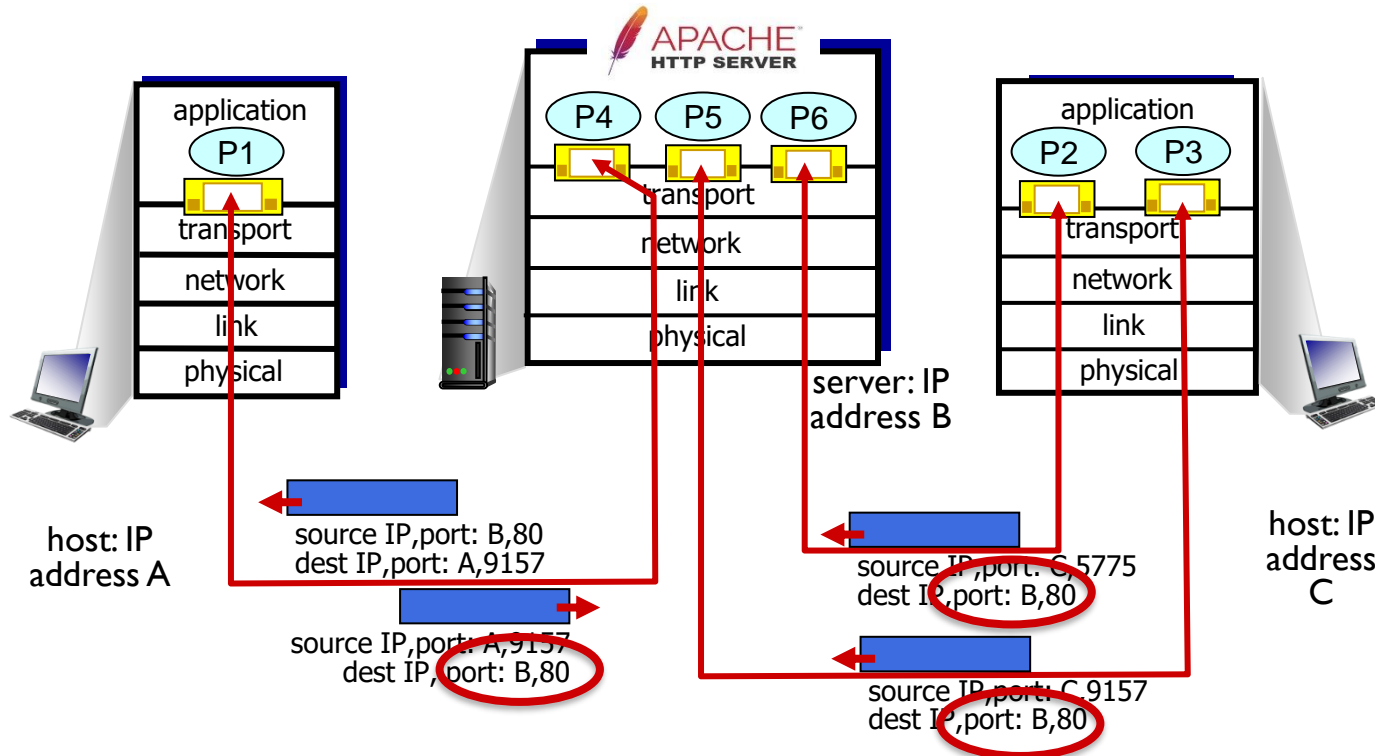 APACHE
HTTP SERVER
application
P1
transport
network
link
physical
P4 P5 P6
transport
network
link
physical
application
P2 P3
transport
network
link
physical
server: IP
address B
host: IP
address A
source IP,port: B,80
dest IP,port: A,9157
source IP,port: A,9157
dest IP, port: B,80
source IP,port: C,5775
dest IP,port: B,80
source IP,port: C,9157
dest IP,port: B,80
host: IP
address
C